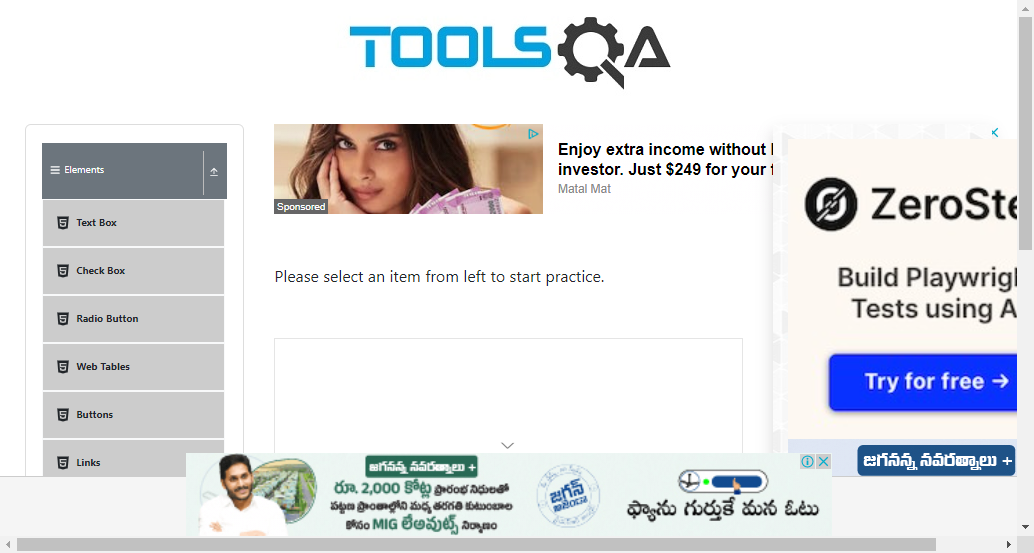 TOOLSQA
Elements
Text Box
Check Box
Radio Button
Web Tables
Buttons
Links
Sponsored
Enjoy extra income without
investor. Just $249 for your
Matal Mat
Please select an item from left to start practice.
ZeroSte
Build Playwrigh
Tests using A
Try for free →
జగనన్న నవరత్నాలు +
జగనన్న నవరత్నాలు +
రూ. 2,000 కోట్ల ప్రారంభ నిధులతో
పట్టణ ప్రాంతాల్లోని మధ్య తరగతి కుటుంబాల
కోసం MIG లేఅవుట్స్ నిర్మాణం
జగన్
ఫ్యాను గుర్తుకే మన ఓటు